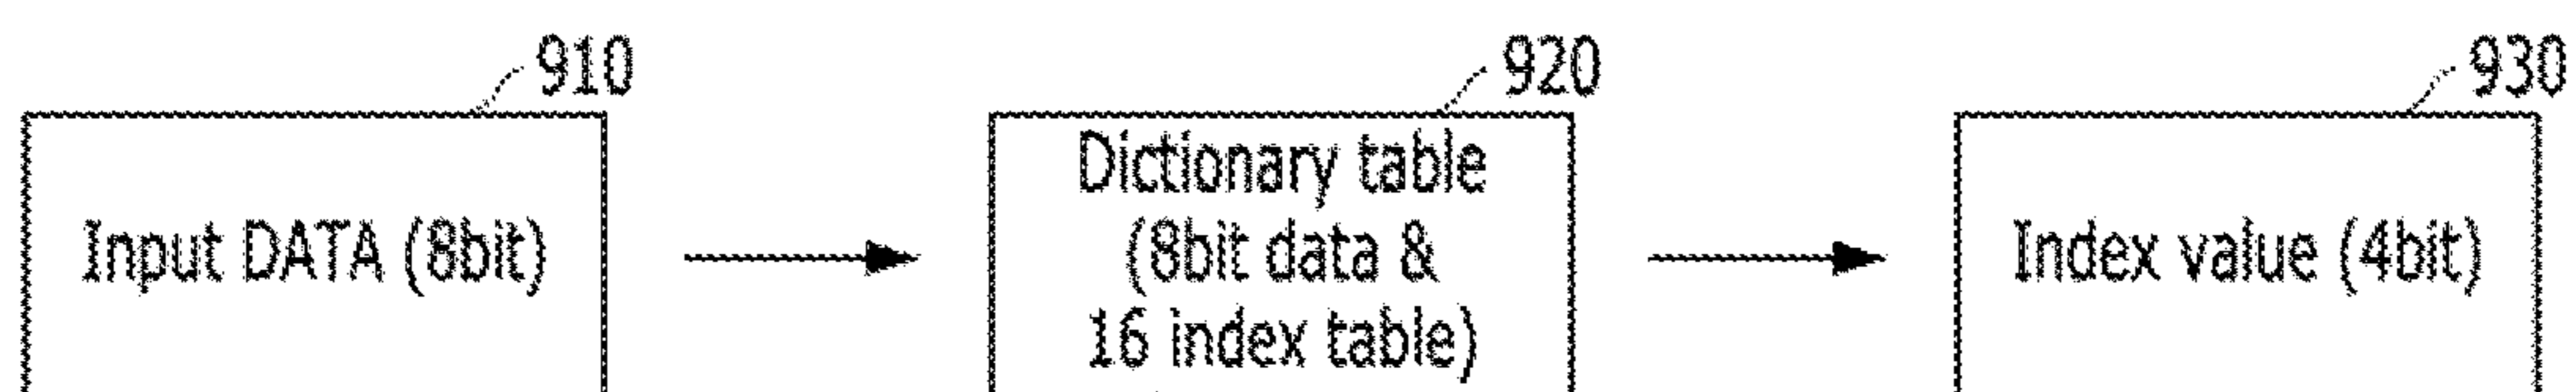 910
920
930
Input DATA (8bit)
Dictionary table
(8bit data &
16 index table)
Index value (4bit)